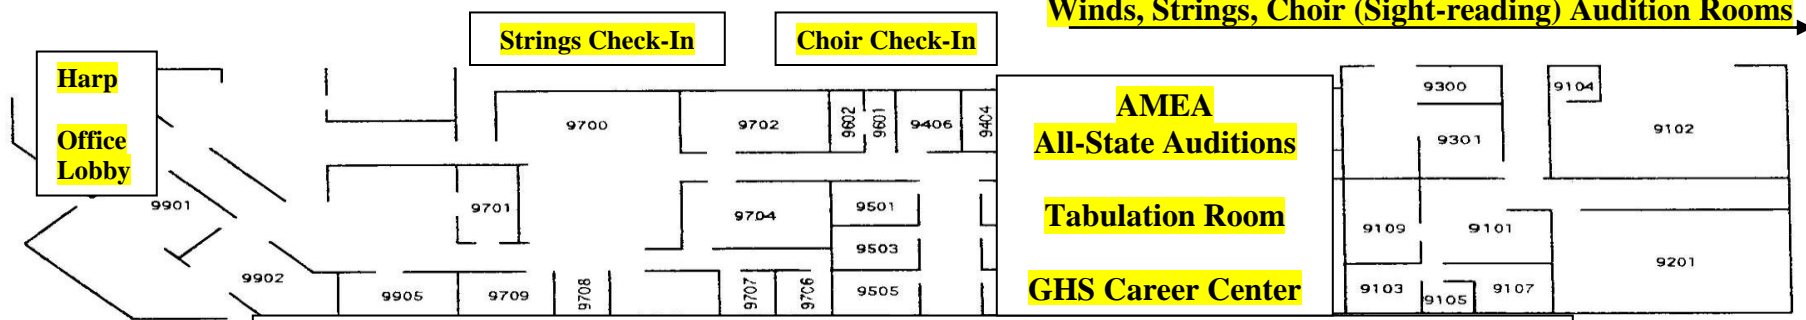 Winds, Strings, Choir (Sight-reading) Audition Rooms
Strings Check-In
Choir Check-In
Harp
Office
Lobby
AMEA
All-State Auditions
Tabulation Room
GHS Career Center
9700
9702
9602
9601
9406
9404
9300
9104
9301
9102
9901
9701
9704
9501
9503
9109
9101
9201
9902
9905
9709
9708
9707
9706
9505
9103
9105
9107